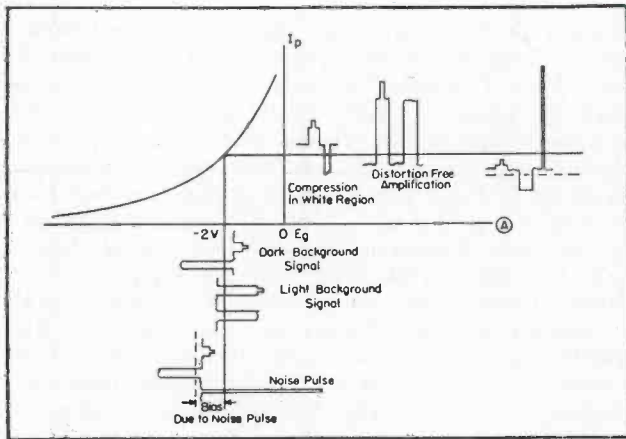 Ip
Compression
In White Region
Distortion Free
Amplification
A
-2V
0 Eg
Dark Background
Signal
Light Background
Signal
Noise Pulse
Bias
Due to Noise Pulse